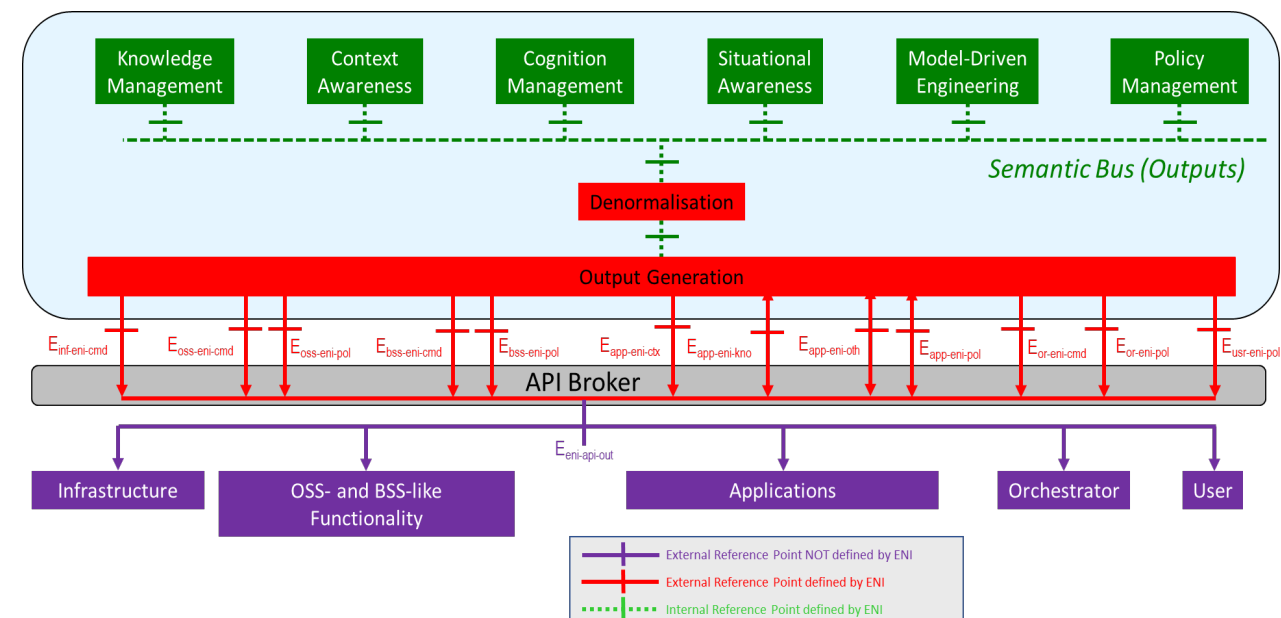 Knowledge
Management
Context
Awareness
Cognition
Management
Situational
Awareness
Model-Driven
Engineering
Policy
Management
Semantic Bus (Outputs)
Denormalisation
Output Generation
Einf-eni-cmd
Eoss-eni-cmd
Eoss-eni-pol
Ebss-eni-cmd
Ebss-eni-pol
Eapp-eni-ctx
Eapp-eni-kno
Eapp-eni-oth
Eapp-eni-pol
Eor-eni-cmd
Eor-eni-pol
Eusr-eni-pol
API Broker
Eeni-api-out
Infrastructure
OSS- and BSS-like
Functionality
Applications
Orchestrator
User
External Reference Point NOT defined by ENI
External Reference Point defined by ENI
Internal Reference Point defined by ENI